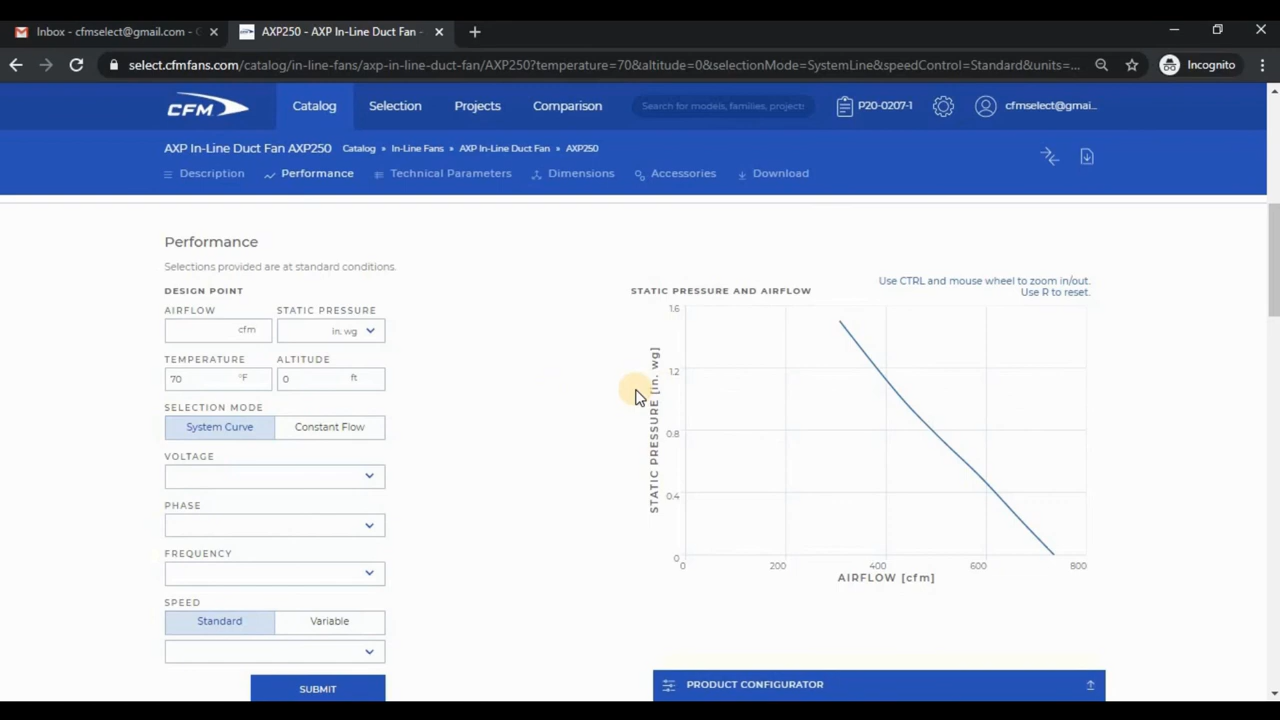 Inbox - cfmselect@gmail.com -
AXP250 - AXP In-Line Duct Fan -
select.cfmfans.com/catalog/in-line-fans/axp-in-line-duct-fan/AXP250?temperature=70&altitude=0&selectionMode=SystemLine&speedControl=Standard&units=...
Incognito
CFM
Catalog
Selection
Projects
Comparison
Search for models, families, projects
P20-0207-1
cfmselect@gmai...
AXP In-Line Duct Fan AXP250
Catalog » In-Line Fans » AXP In-Line Duct Fan » AXP250
Description
Performance
Technical Parameters
Dimensions
Accessories
Download
Performance
Selections provided are at standard conditions.
DESIGN POINT
AIRFLOW
STATIC PRESSURE
cfm
in. wg
TEMPERATURE
ALTITUDE
70 °F
0 ft
SELECTION MODE
System Curve
Constant Flow
VOLTAGE
PHASE
FREQUENCY
SPEED
Standard
Variable
SUBMIT
Use CTRL and mouse wheel to zoom in/out.
Use R to reset.
STATIC PRESSURE AND AIRFLOW
STATIC PRESSURE [in. wg]
1.6
1.2
0.8
0.4
0
0 200 400 600 800
AIRFLOW [cfm]
PRODUCT CONFIGURATOR